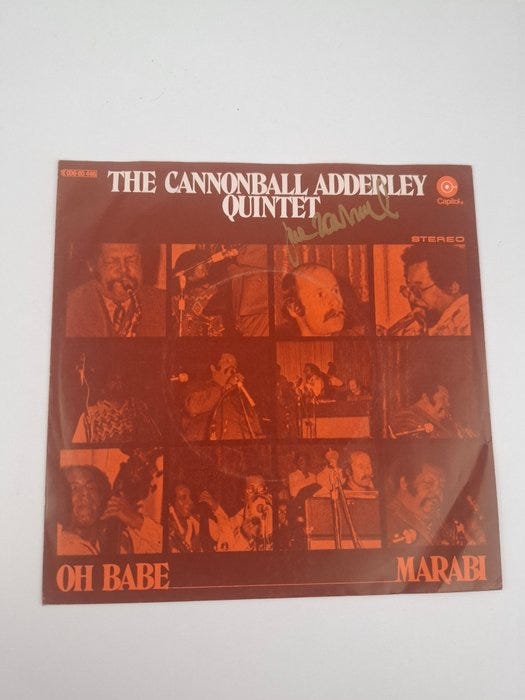 THE CANNONBALL ADDERLEY
QUINTET
Capitol
STEREO
OH BABE
MARABI